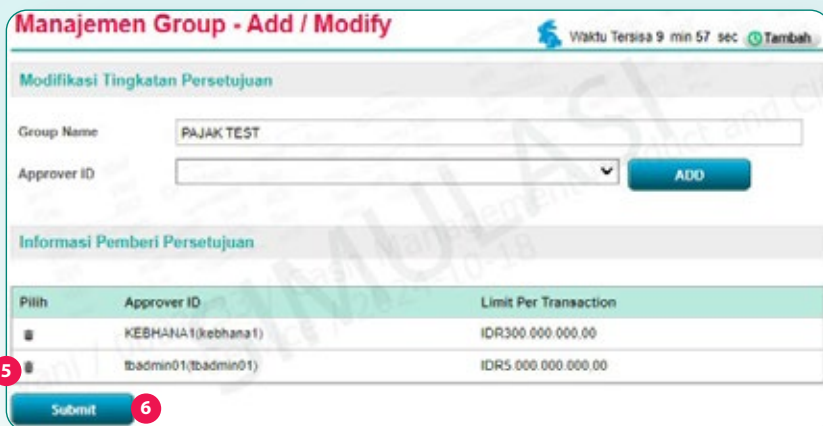 Manajemen Group - Add / Modify
Waktu Tersisa 9 min 57 sec Tambah
Modifikasi Tingkatan Persetujuan
Group Name PAJAK TEST
Approver ID ADD
Informasi Pemberi Persetujuan
Pilih Approver ID Limit Per Transaction
KEBHANA1(kebhana1) IDR300.000.000,00
5 tbadmin01(tbadmin01) IDR5.000.000.000,00
Submit 6
SIMULASI